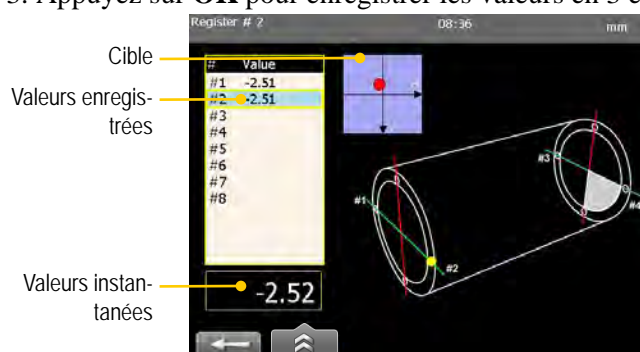 3. Appuyez sur OK pour enregistrer les valeurs en 3 e
Register # 2 08:36 mm
Cible
# Value
#1 -2.51
#2 -2.51
#3
#4
#5
#6
#7
#8
Valeurs enregis-
trées
#3
#4
#1
#2
Valeurs instan-
tanées
-2.52